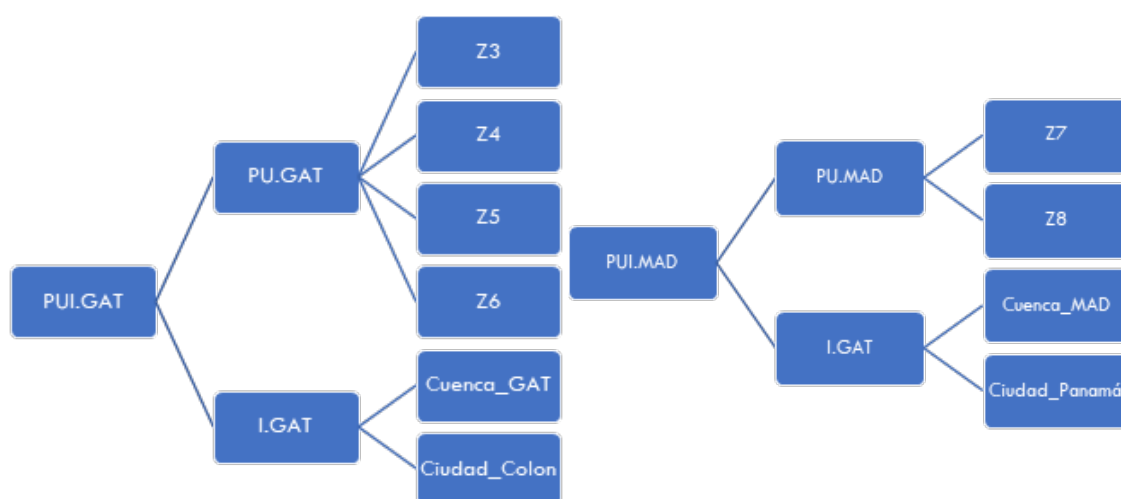 PUI.GAT
PU.GAT
Z3
Z4
Z5
Z6
I.GAT
Cuenca_GAT
Ciudad_Colon
PUI.MAD
PU.MAD
Z7
Z8
I.GAT
Cuenca_MAD
Ciudad_Panamá